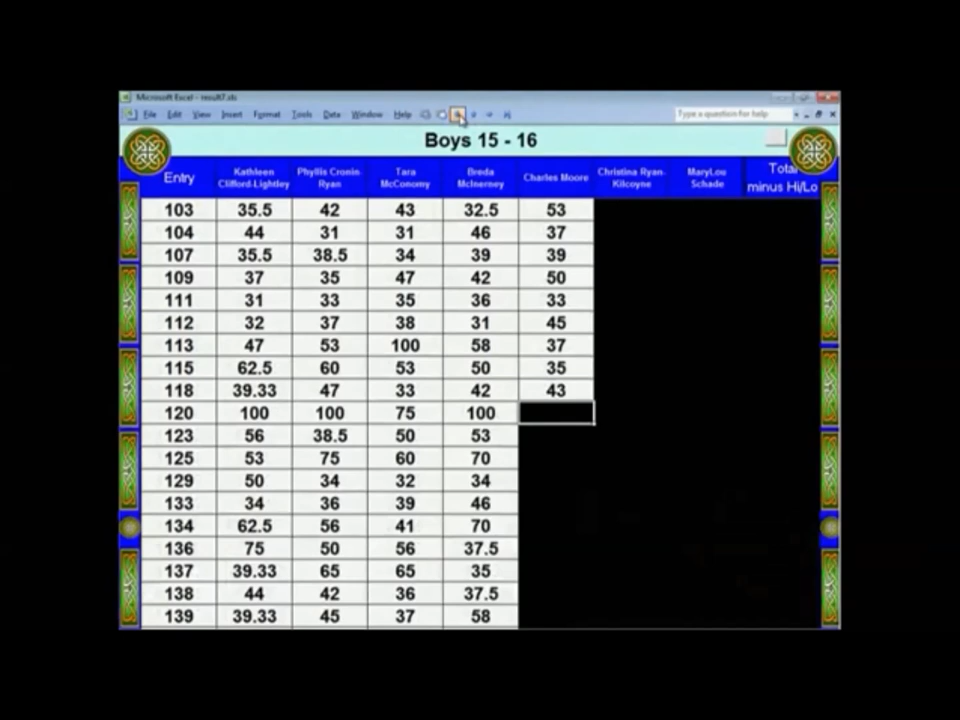 Microsoft Excel - result7.xls
File Edit View Insert Format Tools Data Window Help Type a question for help
Boys 15 - 16
Entry Kathleen Clifford-Lightley Phyllis Cronin-Ryan Tara McConomy Breda McInerney Charles Moore Christina Ryan-Kilcoyne MaryLou Schade Total minus Hi/Lo
103 35.5 42 43 32.5 53
104 44 31 31 46 37
107 35.5 38.5 34 39 39
109 37 35 47 42 50
111 31 33 35 36 33
112 32 37 38 31 45
113 47 53 100 58 37
115 62.5 60 53 50 35
118 39.33 47 33 42 43
120 100 100 75 100
123 56 38.5 50 53
125 53 75 60 70
129 50 34 32 34
133 34 36 39 46
134 62.5 56 41 70
136 75 50 56 37.5
137 39.33 65 65 35
138 44 42 36 37.5
139 39.33 45 37 58